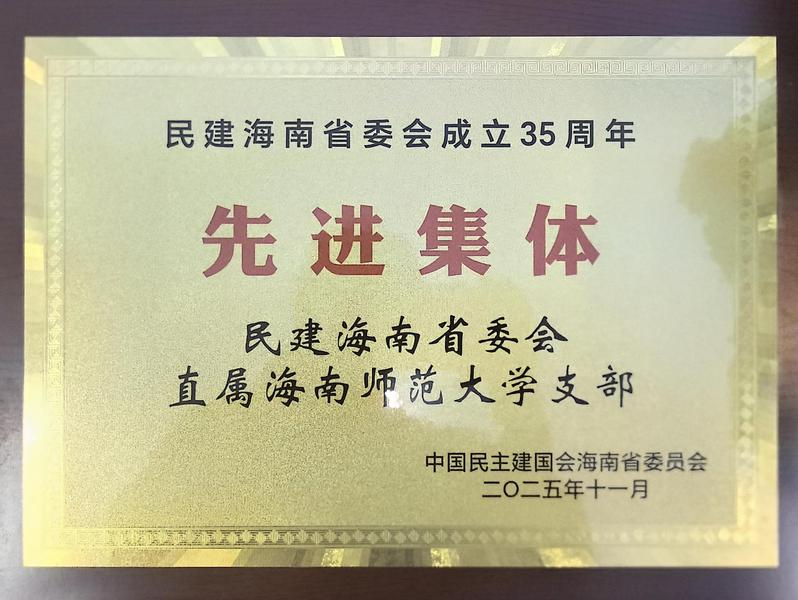 民建海南省委会成立35周年
先进集体
民建海南省委会
直属海南师范大学支部
中国民主建国会海南省委员会
二〇二五年十一月